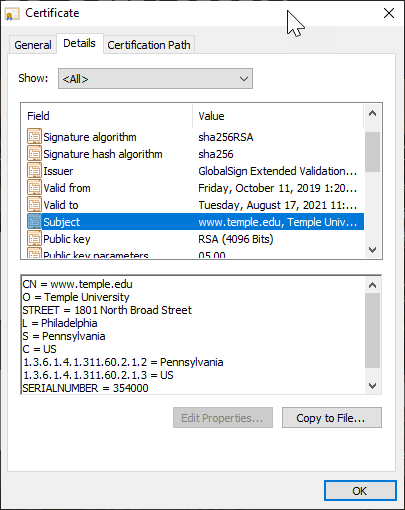 Certificate
General Details Certification Path
Show: <All>
Field Value
Signature algorithm sha256RSA
Signature hash algorithm sha256
Issuer GlobalSign Extended Validation...
Valid from Friday, October 11, 2019 1:20...
Valid to Tuesday, August 17, 2021 11:...
Subject www.temple.edu, Temple Univ...
Public key RSA (4096 Bits)
Public key parameters 05 00
CN = www.temple.edu
O = Temple University
STREET = 1801 North Broad Street
L = Philadelphia
S = Pennsylvania
C = US
1.3.6.1.4.1.311.60.2.1.2 = Pennsylvania
1.3.6.1.4.1.311.60.2.1.3 = US
SERIALNUMBER = 354000
Edit Properties... Copy to File...
OK